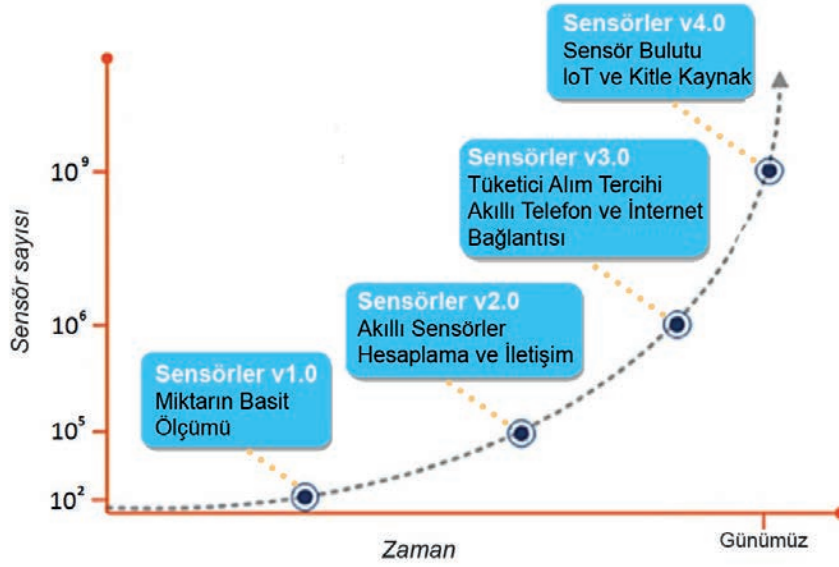 Sensörler v4.0
Sensör Bulutu
IoT ve Kitle Kaynak
Sensörler v3.0
Tüketici Alım Tercihi
Akıllı Telefon ve İnternet
Bağlantısı
Sensörler v2.0
Akıllı Sensörler
Hesaplama ve İletişim
Sensörler v1.0
Miktarın Basit
Ölçümü
Sensör sayısı
10⁹
10⁶
10⁵
10²
Zaman
Günümüz